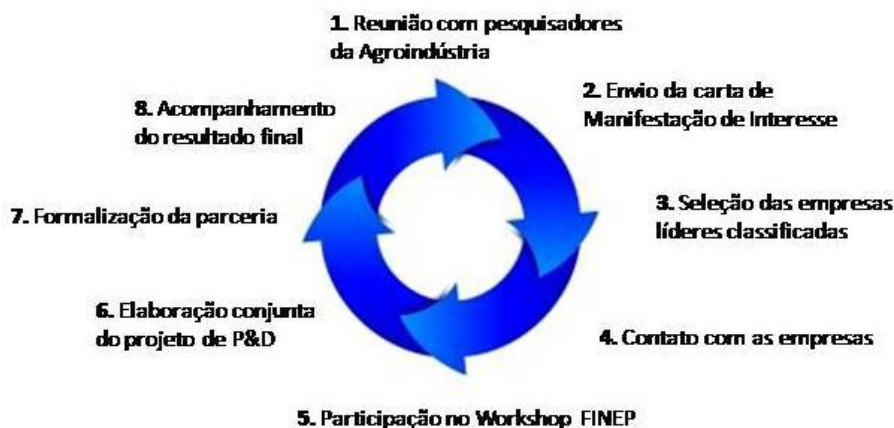 1. Reunião com pesquisadores
da Agroindústria
2. Envio da carta de
Manifestação de Interesse
3. Seleção das empresas
líderes classificadas
4. Contato com as empresas
5. Participação no Workshop FINEP
6. Elaboração conjunta
do projeto de P&D
7. Formalização da parceria
8. Acompanhamento
do resultado final